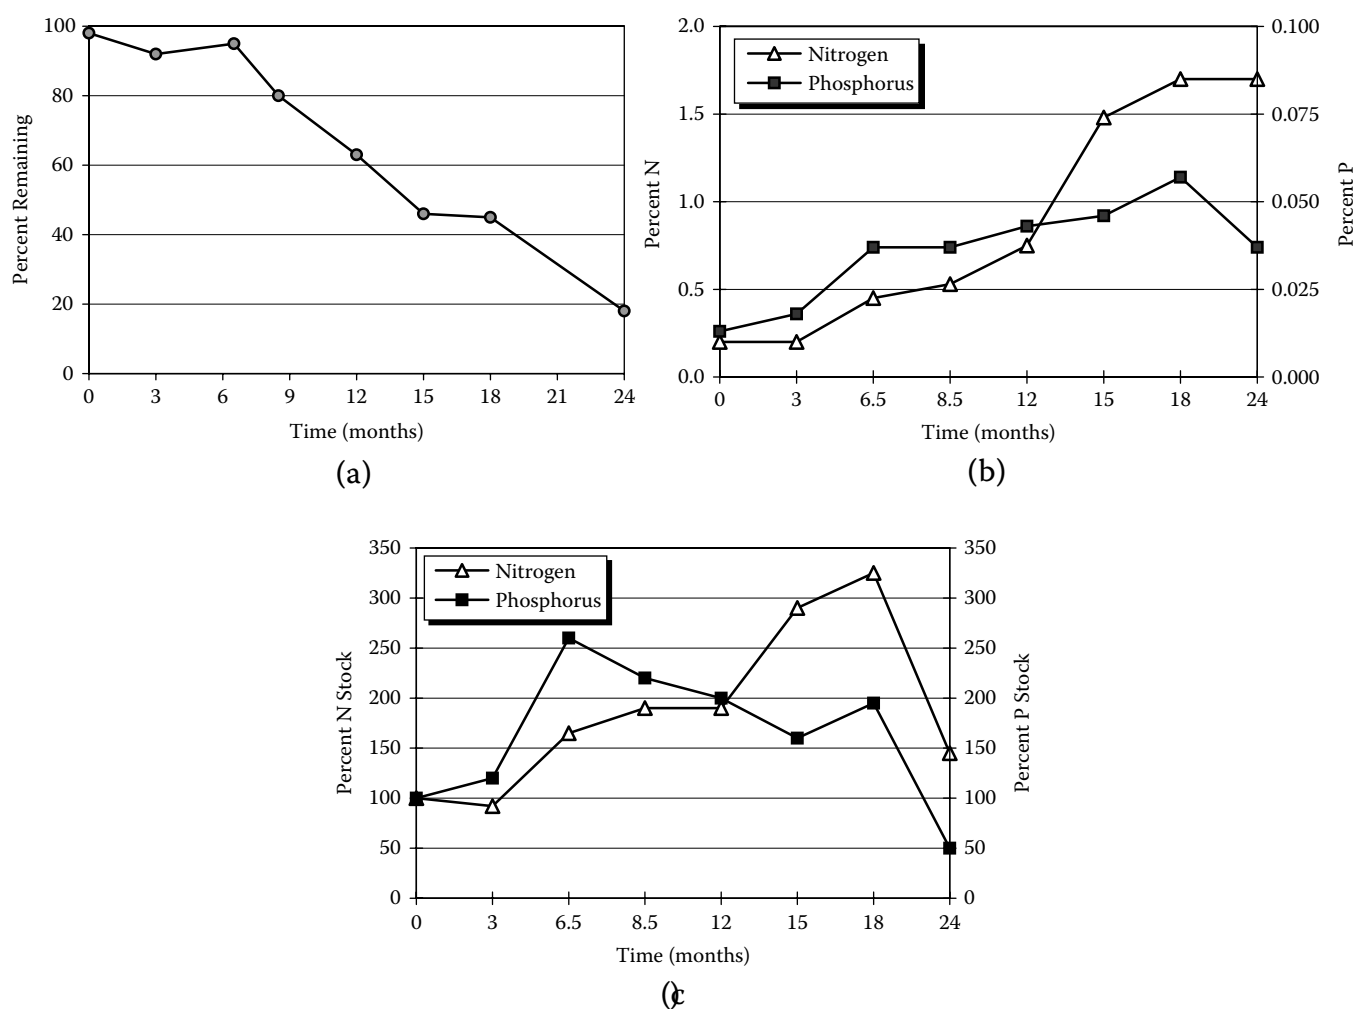 100
80
60
40
20
0
Percent Remaining
0 3 6 9 12 15 18 21 24
Time (months)
(a)
2.0
1.5
1.0
0.5
0.0
Percent N
Nitrogen
Phosphorus
0.100
0.075
0.050
0.025
0.000
Percent P
0 3 6.5 8.5 12 15 18 24
Time (months)
(b)
350
300
250
200
150
100
50
0
Percent N Stock
Nitrogen
Phosphorus
350
300
250
200
150
100
50
0
Percent P Stock
0 3 6.5 8.5 12 15 18 24
Time (months)
(c)